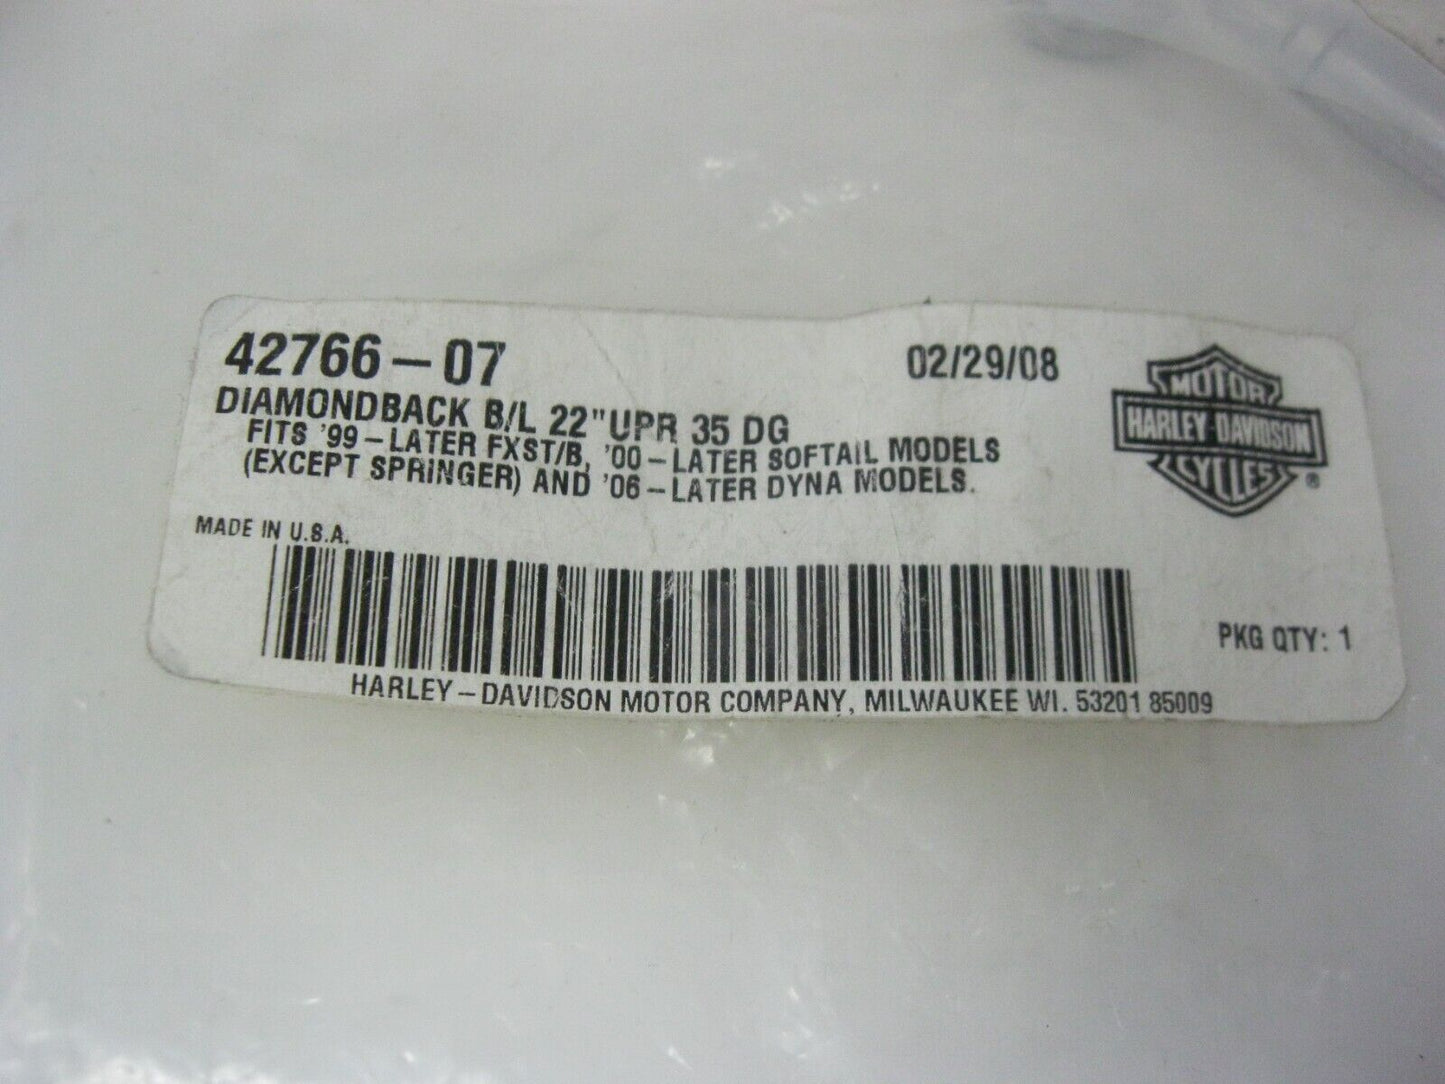 42766-07
02/29/08
DIAMONDBACK B/L 22"UPR 35 DG
FITS '99-LATER FXST/B, '00-LATER SOFTAIL MODELS
(EXCEPT SPRINGER) AND '06-LATER DYNA MODELS.
MOTOR
HARLEY-DAVIDSON
CYCLES
®
MADE IN U.S.A.
PKG QTY: 1
HARLEY-DAVIDSON MOTOR COMPANY, MILWAUKEE WI. 53201 85009